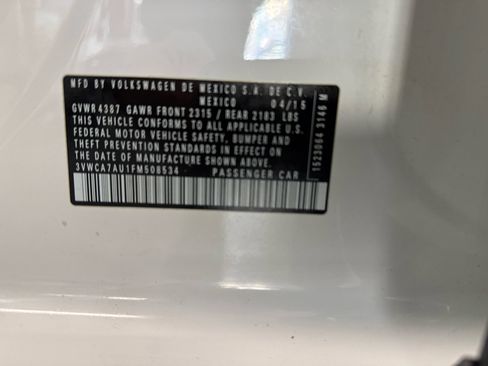 MFD BY VOLKSWAGEN DE MEXICO S.A. DE C.V.
MEXICO 04/15
GVWR 4387 GAWR FRONT 2315 / REAR 2183 LBS
THIS VEHICLE CONFORMS TO ALL APPLICABLE U.S.
FEDERAL MOTOR VEHICLE SAFETY, BUMPER AND
THEFT PREVENTION STANDARDS IN EFFECT ON
THE DATE OF MANUFACTURE SHOWN ABOVE
3VWCA7AU1FM508534 PASSENGER CAR
1523064 3146 M